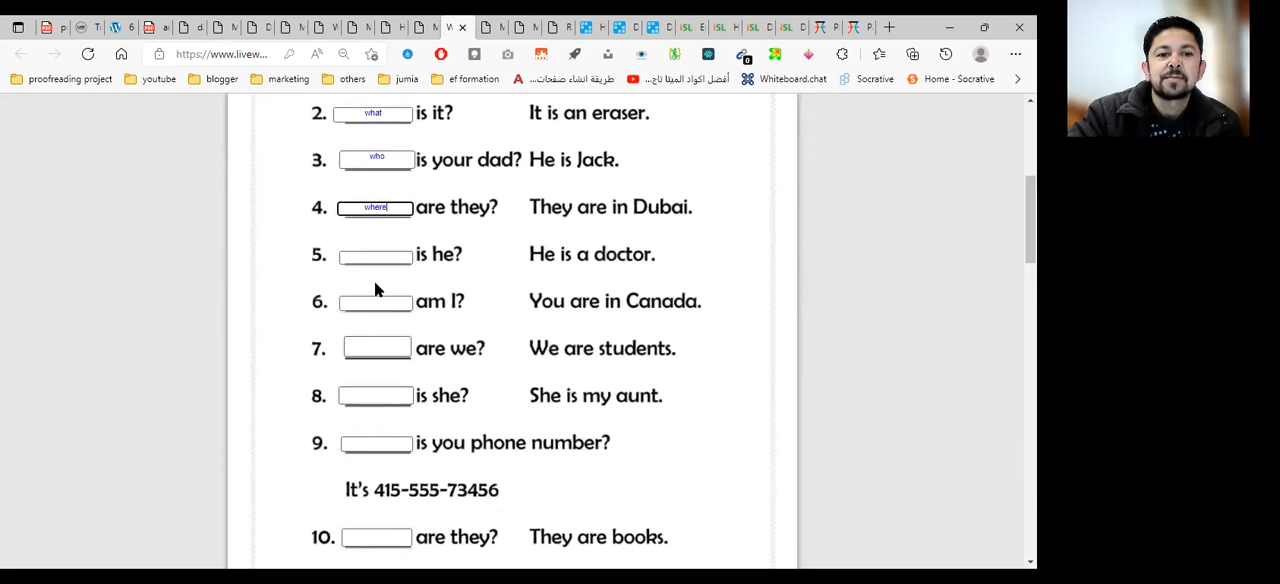 https://www.livew...
proofreading project
youtube
blogger
marketing
others
jumia
ef formation
طريقة انشاء صفحات...
أفضل اكواد الميتا تاج...
Whiteboard.chat
Socrative
Home - Socrative
2. what is it? It is an eraser.
3. who is your dad? He is Jack.
4. where are they? They are in Dubai.
5. is he? He is a doctor.
6. am I? You are in Canada.
7. are we? We are students.
8. is she? She is my aunt.
9. is you phone number?
It's 415-555-73456
10. are they? They are books.